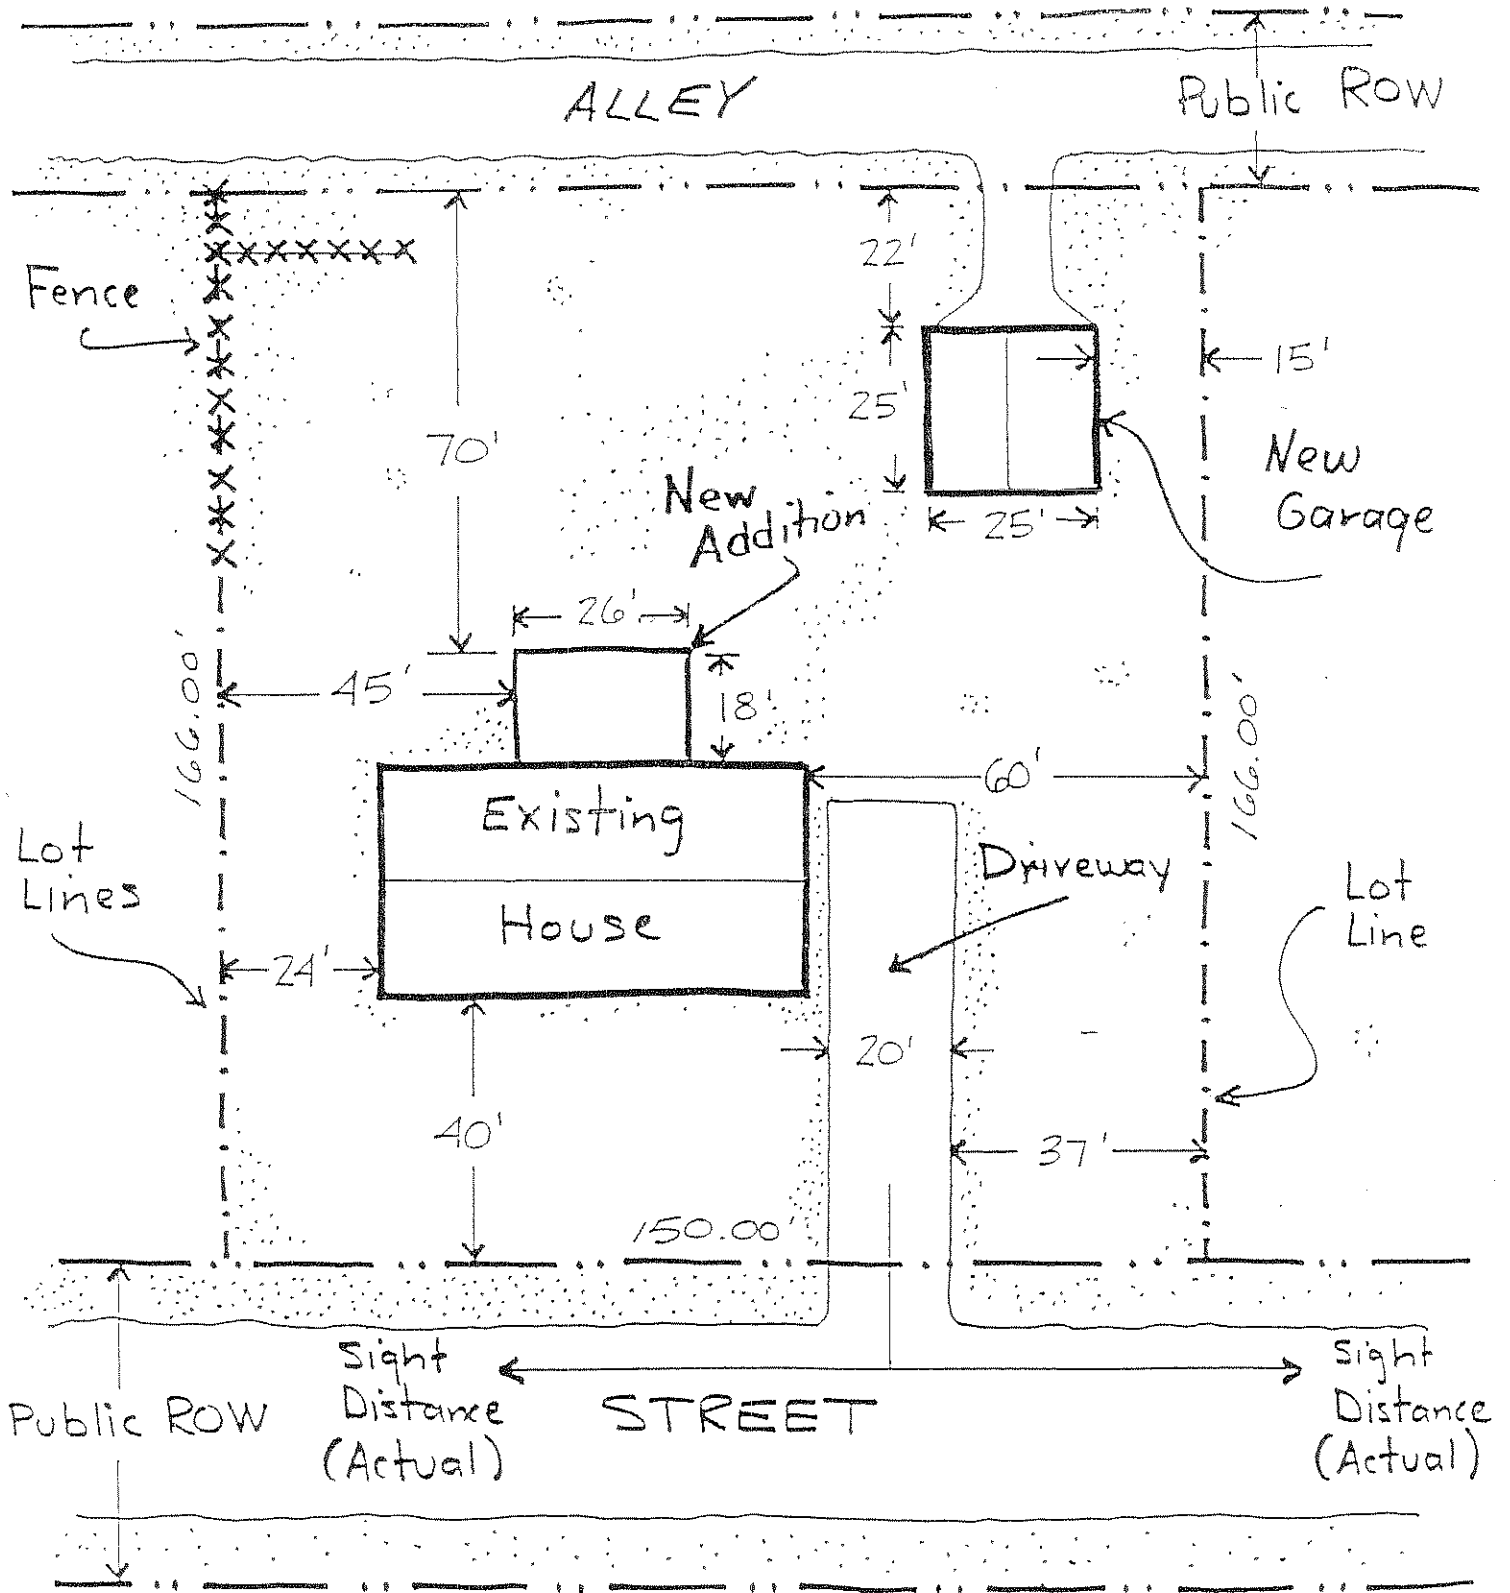 ALLEY
Public ROW
Fence
22'
15'
25'
25'
70'
New
Garage
New
Addition
26'
45'
18'
166.00'
60'
166.00'
Existing
House
Driveway
Lot
Lines
Lot
Line
24'
20'
40'
37'
150.00'
Sight
Distance
(Actual)
STREET
Sight
Distance
(Actual)
Public ROW